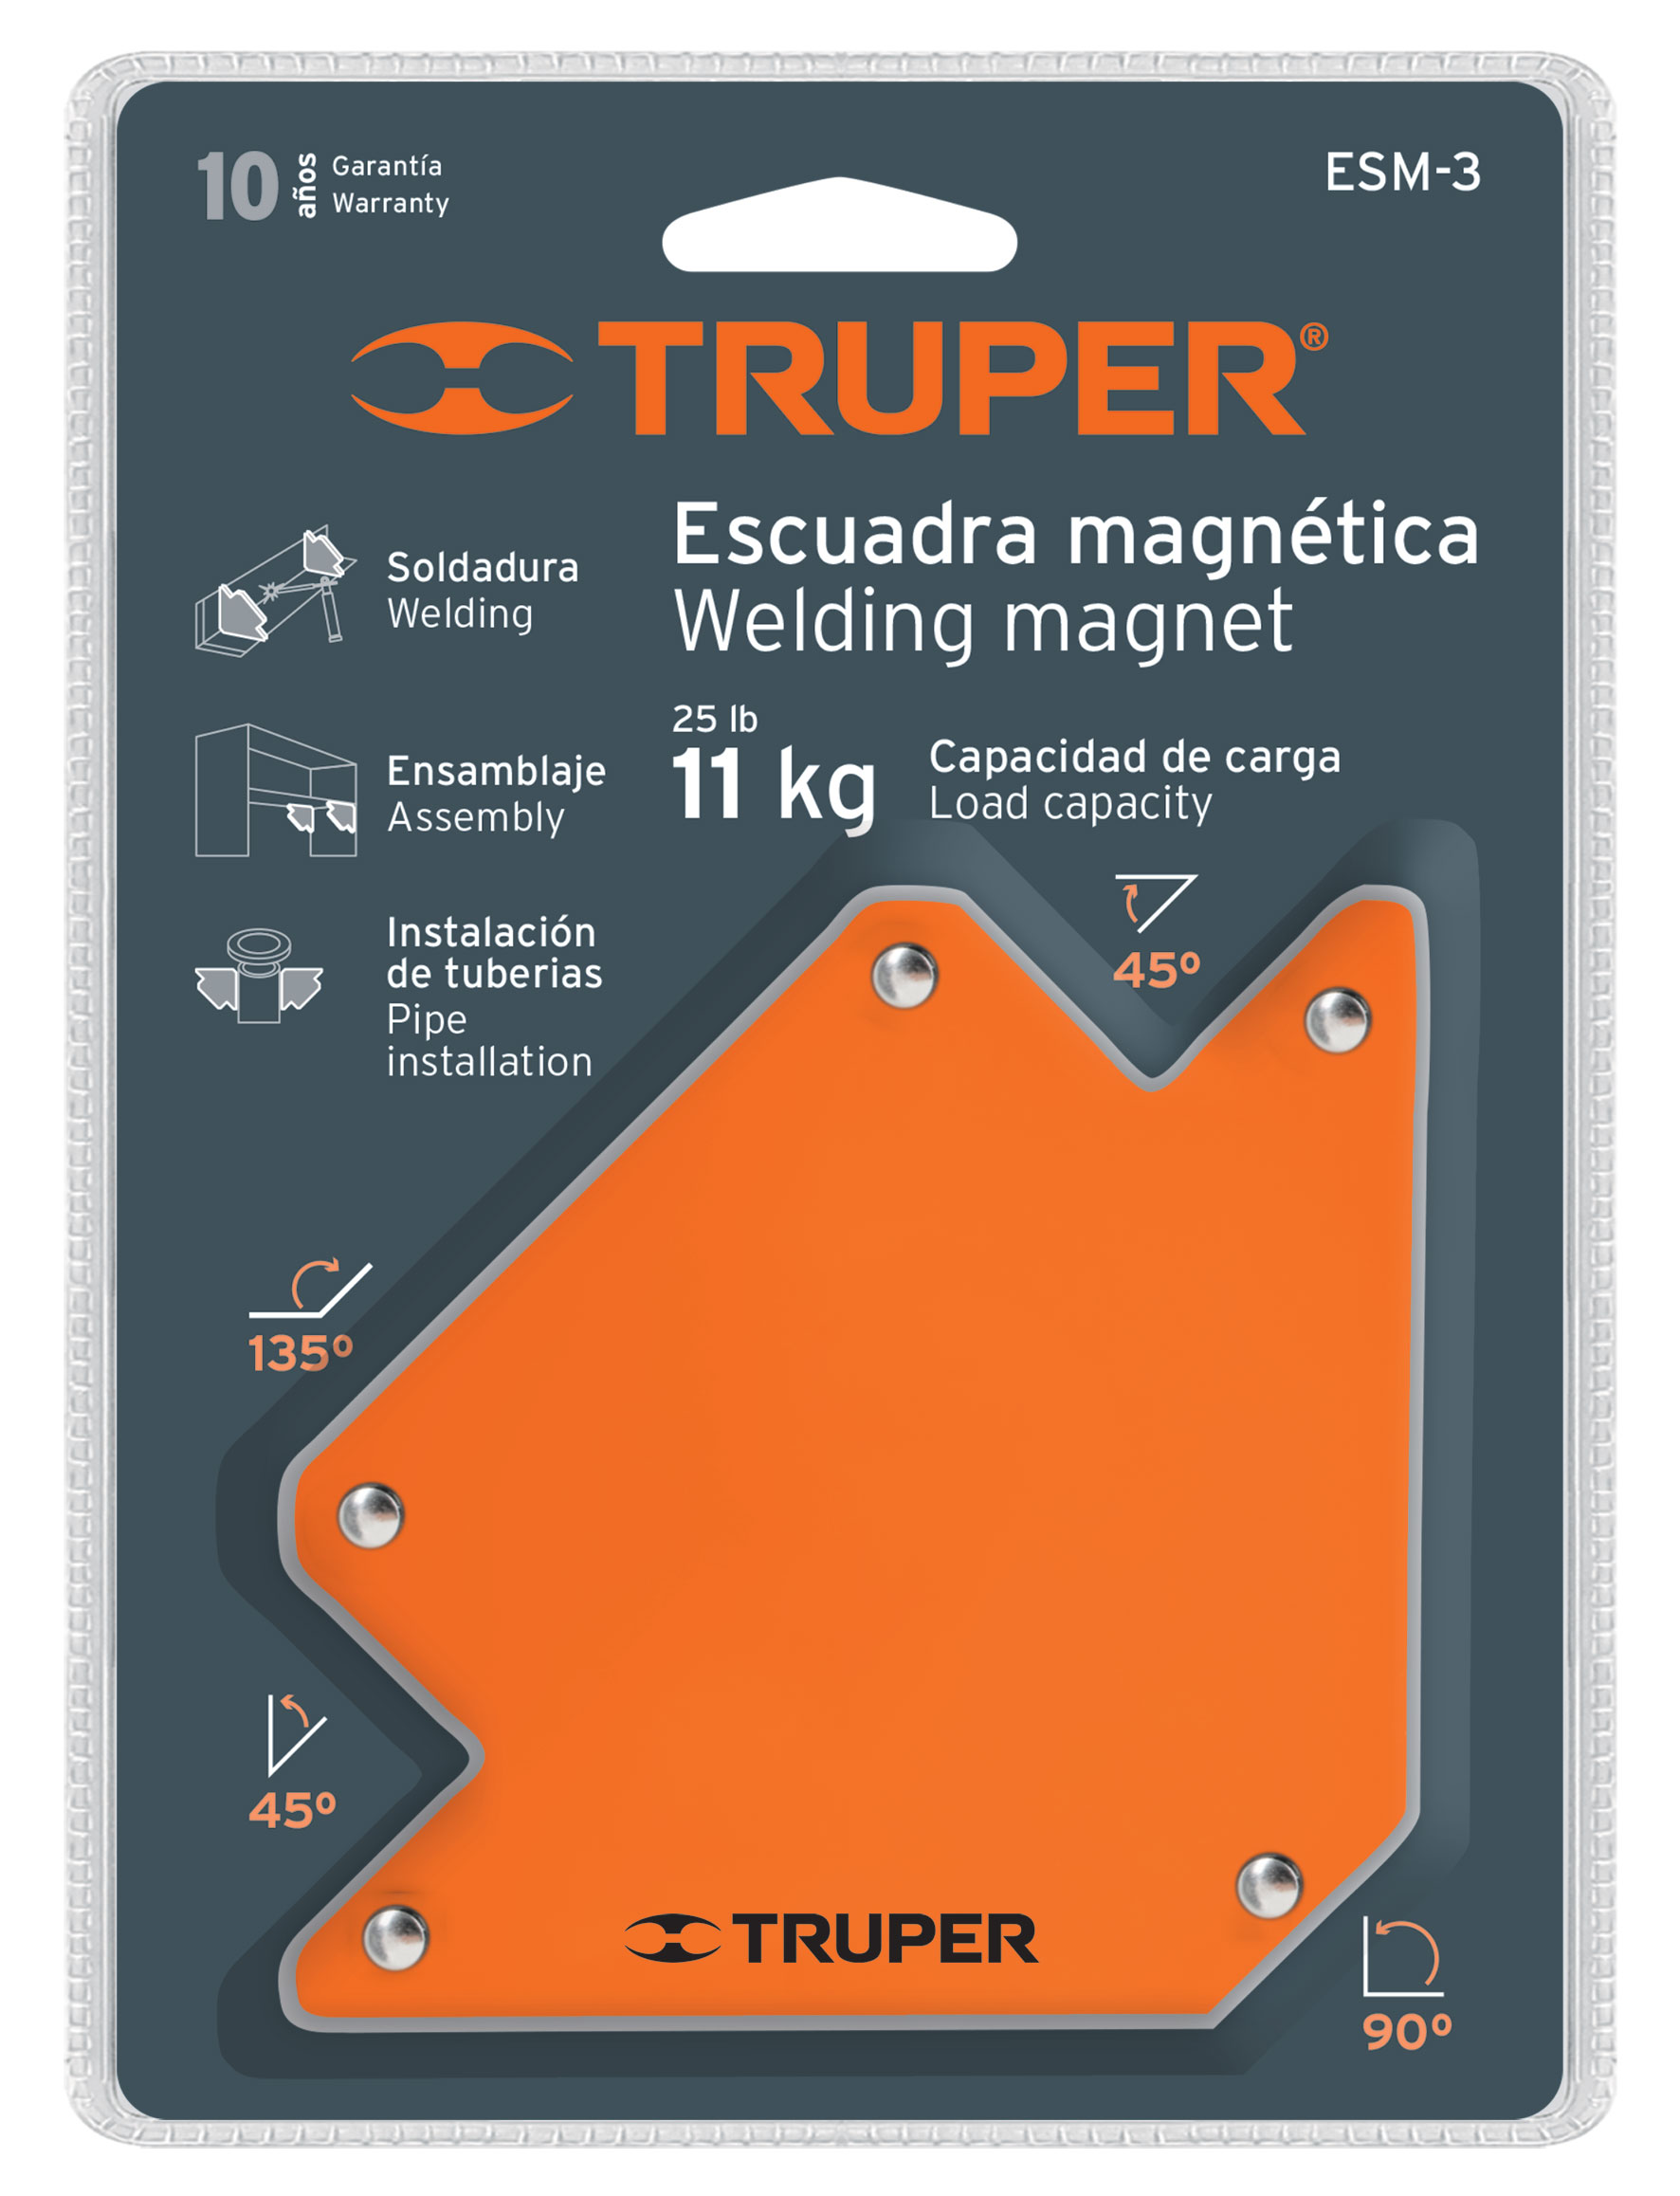 10 años Garantía
Warranty
ESM-3
TRUPER®
Escuadra magnética
Welding magnet
Soldadura
Welding
25 lb
11 kg
Capacidad de carga
Load capacity
Ensamblaje
Assembly
Instalación
de tuberias
Pipe
installation
45º
135º
45º
90º
TRUPER